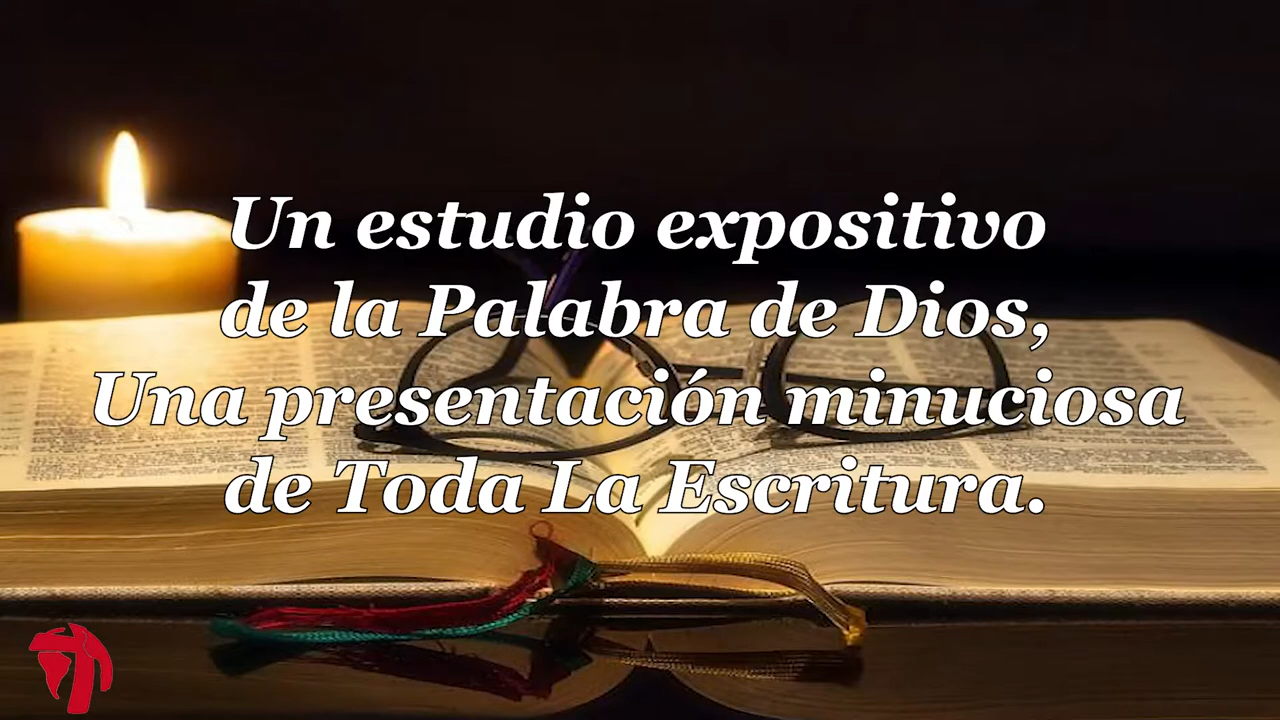 Un estudio expositivo
de la Palabra de Dios,
Una presentación minuciosa
de Toda La Escritura.